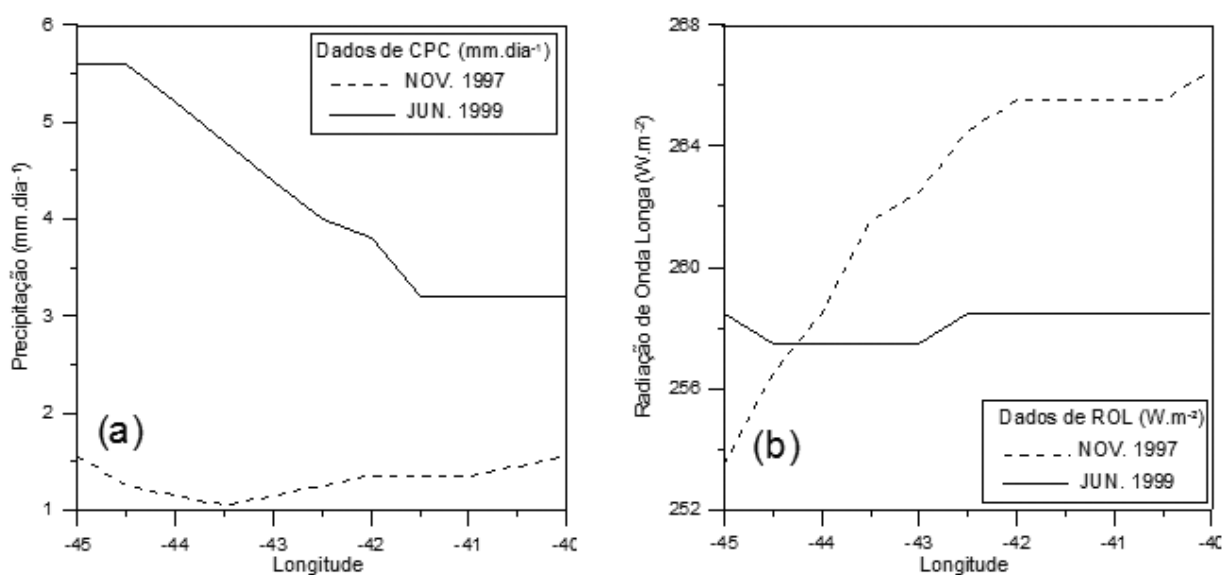 Dados de CPC (mm.dia⁻¹)
NOV. 1997
JUN. 1999
Precipitação (mm.dia⁻¹)
6
5
4
3
2
1
(a)
-45
-44
-43
-42
-41
-40
Longitude
Radiação de Onda Longa (W.m⁻²)
268
264
260
256
252
(b)
Dados de ROL (W.m⁻²)
NOV. 1997
JUN. 1999
-45
-44
-43
-42
-41
-40
Longitude